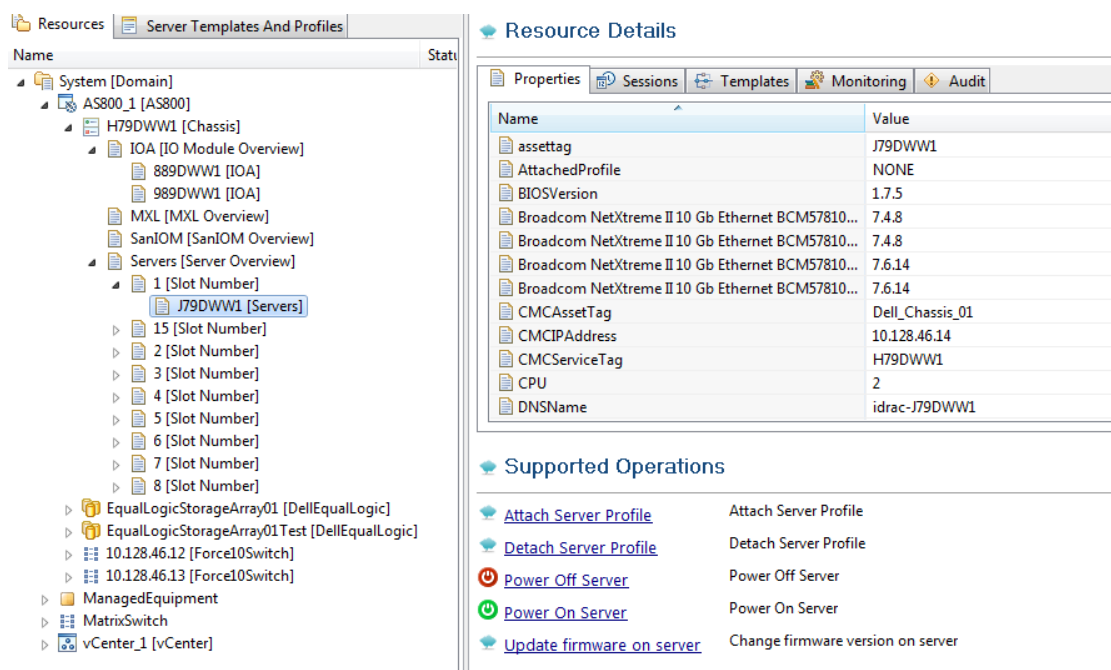 Resources
Server Templates And Profiles
Name
Statu
System [Domain]
AS800_1 [AS800]
H79DWW1 [Chassis]
IOA [IO Module Overview]
889DWW1 [IOA]
989DWW1 [IOA]
MXL [MXL Overview]
SanIOM [SanIOM Overview]
Servers [Server Overview]
1 [Slot Number]
J79DWW1 [Servers]
15 [Slot Number]
2 [Slot Number]
3 [Slot Number]
4 [Slot Number]
5 [Slot Number]
6 [Slot Number]
7 [Slot Number]
8 [Slot Number]
EqualLogicStorageArray01 [DellEqualLogic]
EqualLogicStorageArray01Test [DellEqualLogic]
10.128.46.12 [Force10Switch]
10.128.46.13 [Force10Switch]
ManagedEquipment
MatrixSwitch
vCenter_1 [vCenter]
Resource Details
Properties Sessions Templates Monitoring Audit
Name Value
assettag J79DWW1
AttachedProfile NONE
BIOSVersion 1.7.5
Broadcom NetXtreme II 10 Gb Ethernet BCM57810... 7.4.8
Broadcom NetXtreme II 10 Gb Ethernet BCM57810... 7.4.8
Broadcom NetXtreme II 10 Gb Ethernet BCM57810... 7.6.14
Broadcom NetXtreme II 10 Gb Ethernet BCM57810... 7.6.14
CMCAssetTag Dell_Chassis_01
CMCIPAddress 10.128.46.14
CMCServiceTag H79DWW1
CPU 2
DNSName idrac-J79DWW1
Supported Operations
Attach Server Profile Attach Server Profile
Detach Server Profile Detach Server Profile
Power Off Server Power Off Server
Power On Server Power On Server
Update firmware on server Change firmware version on server